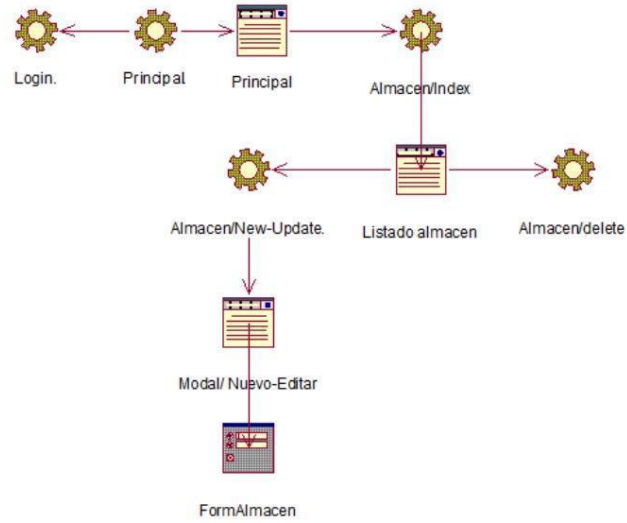 Login.
Principal.
Principal
Almacen/Index
Almacen/New-Update.
Listado almacen
Almacen/delete
Modal/ Nuevo-Editar
FormAlmacen